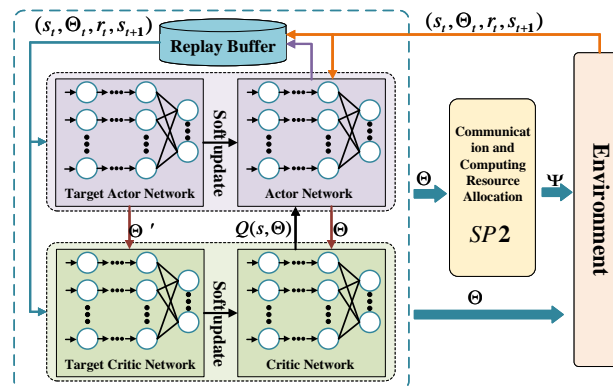 (s_t, Θ_t, r_t, s_{t+1})
(s_t, Θ_t, r_t, s_{t+1})
Replay Buffer
Target Actor Network
Soft update
Actor Network
Θ '
Q(s,Θ)
Θ
Target Critic Network
Soft update
Critic Network
Θ
Communicat
ion and
Computing
Resource
Allocation
SP2
Ψ
Θ
Environment